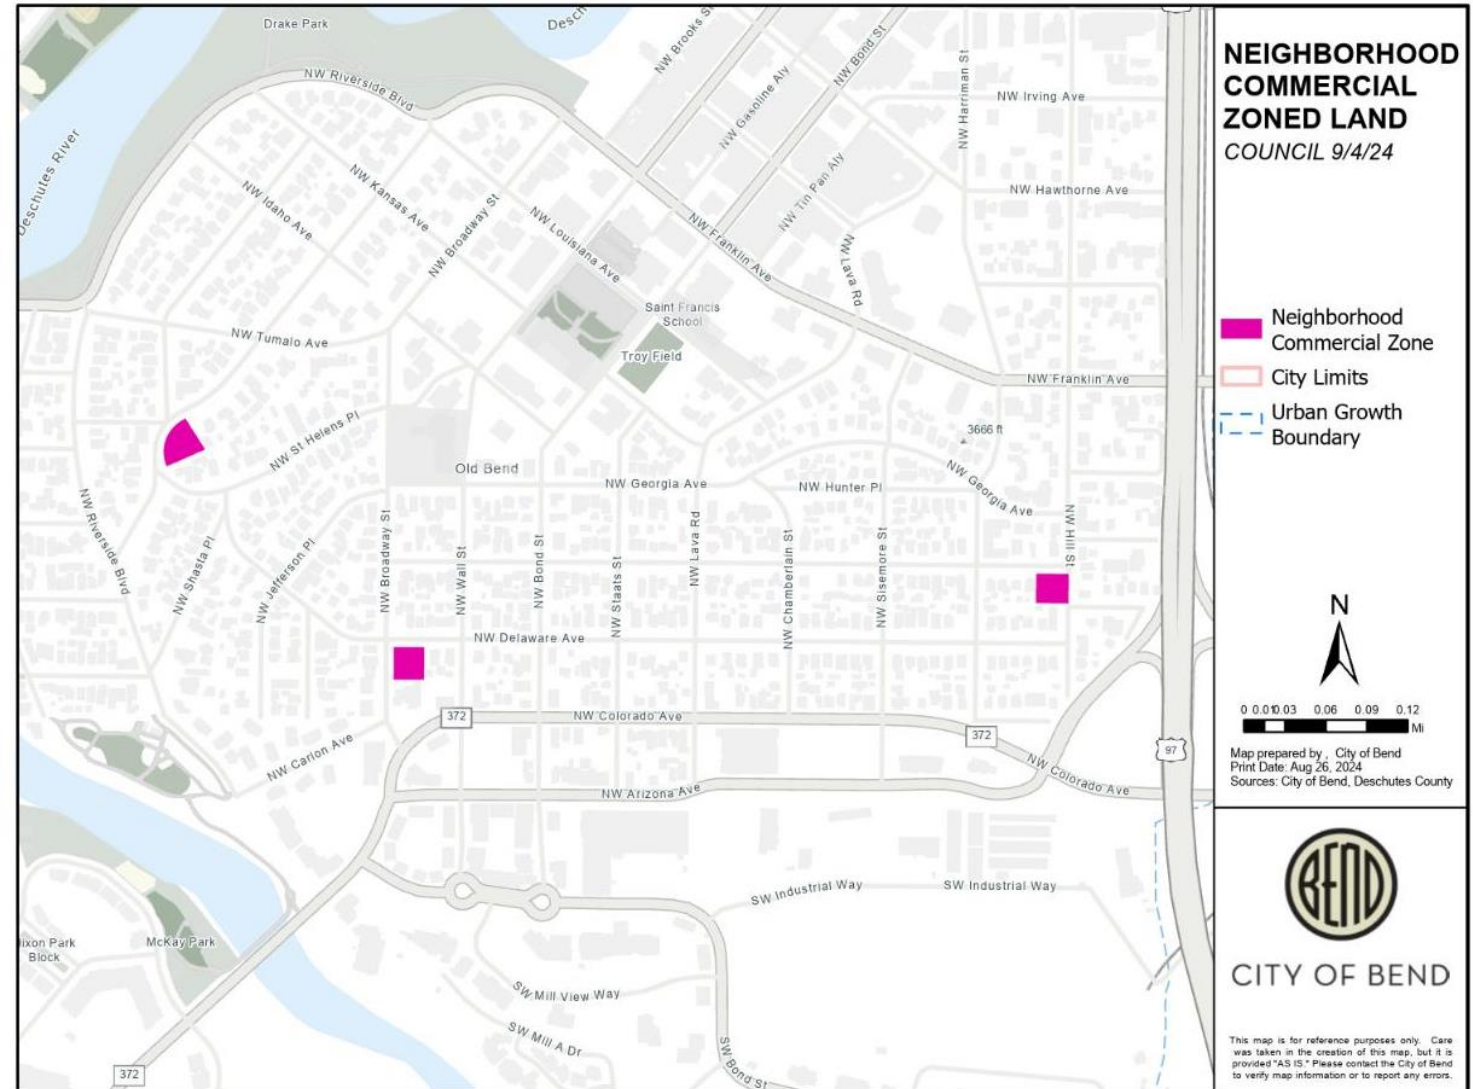 Drake Park
Desch
NW Brooks S
NW Bond St
NW Riverside Blvd
NW Gasoline Aly
NW Harriman St
NW Irving Ave
Deschutes River
NW Kansas Ave
NW Idaho Ave
NW Broadway St
NW Louisiana Ave
NW Tin Pan Aly
NW Hawthorne Ave
NW Franklin Ave
NW Lava Rd
Saint Francis
School
NW Tumalo Ave
Troy Field
NW Franklin Ave
3666 ft
NW St Helens Pl
Old Bend
NW Georgia Ave
NW Hunter Pl
NW Georgia Ave
NW Riverside Blvd
NW Shasta Pl
NW Jefferson Pl
NW Broadway St
NW Wall St
NW Bond St
NW Staats St
NW Lava Rd
NW Chamberlain St
NW Sisemore St
NW Hill St
NW Delaware Ave
372
NW Colorado Ave
372
97
NW Carlon Ave
NW Colorado Ave
NW Arizona Ave
SW Industrial Way
SW Industrial Way
ixon Park
Block
McKay Park
SW Mill View Way
SW Mill A Dr
SW Bond St
372
NEIGHBORHOOD
COMMERCIAL
ZONED LAND
COUNCIL 9/4/24
Neighborhood
Commercial Zone
City Limits
Urban Growth
Boundary
N
0 0.01 0.03 0.06 0.09 0.12
Mi
Map prepared by , City of Bend
Print Date: Aug 26, 2024
Sources: City of Bend, Deschutes County
BEND
CITY OF BEND
This map is for reference purposes only. Care
was taken in the creation of this map, but it is
provided "AS IS." Please contact the City of Bend
to verify map information or to report any errors.